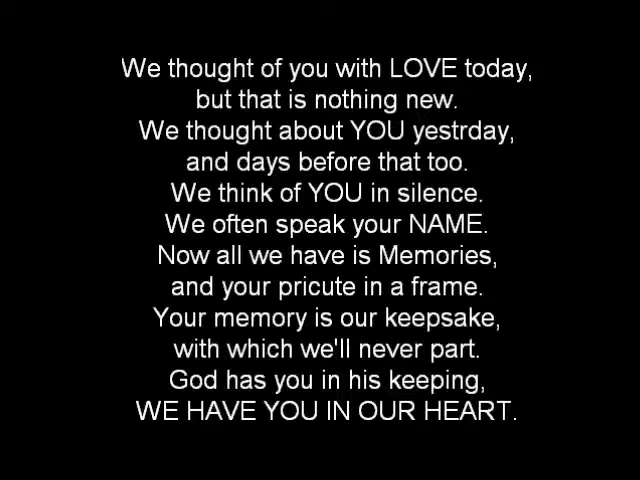 We thought of you with LOVE today,
but that is nothing new.
We thought about YOU yestrday,
and days before that too.
We think of YOU in silence.
We often speak your NAME.
Now all we have is Memories,
and your pricute in a frame.
Your memory is our keepsake,
with which we'll never part.
God has you in his keeping,
WE HAVE YOU IN OUR HEART.